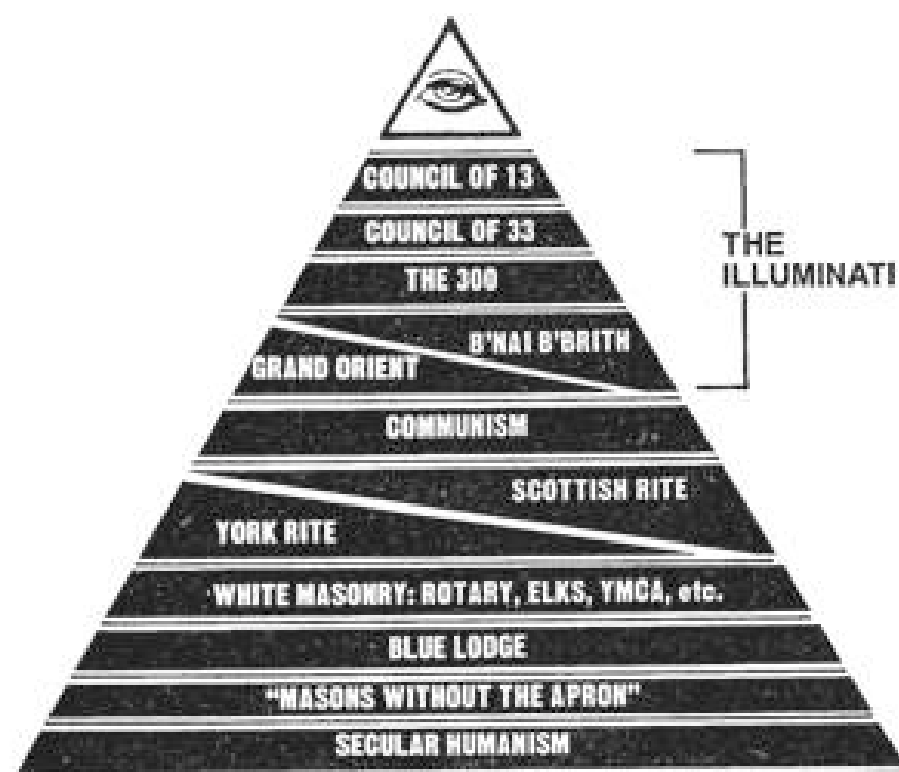 COUNCIL OF 13
COUNCIL OF 33
THE 300
THE
ILLUMINATI
B'NAI B'BRITH
GRAND ORIENT
COMMUNISM
SCOTTISH RITE
YORK RITE
WHITE MASONRY: ROTARY, ELKS, YMCA, etc.
BLUE LODGE
"MASONS WITHOUT THE APRON"
SECULAR HUMANISM